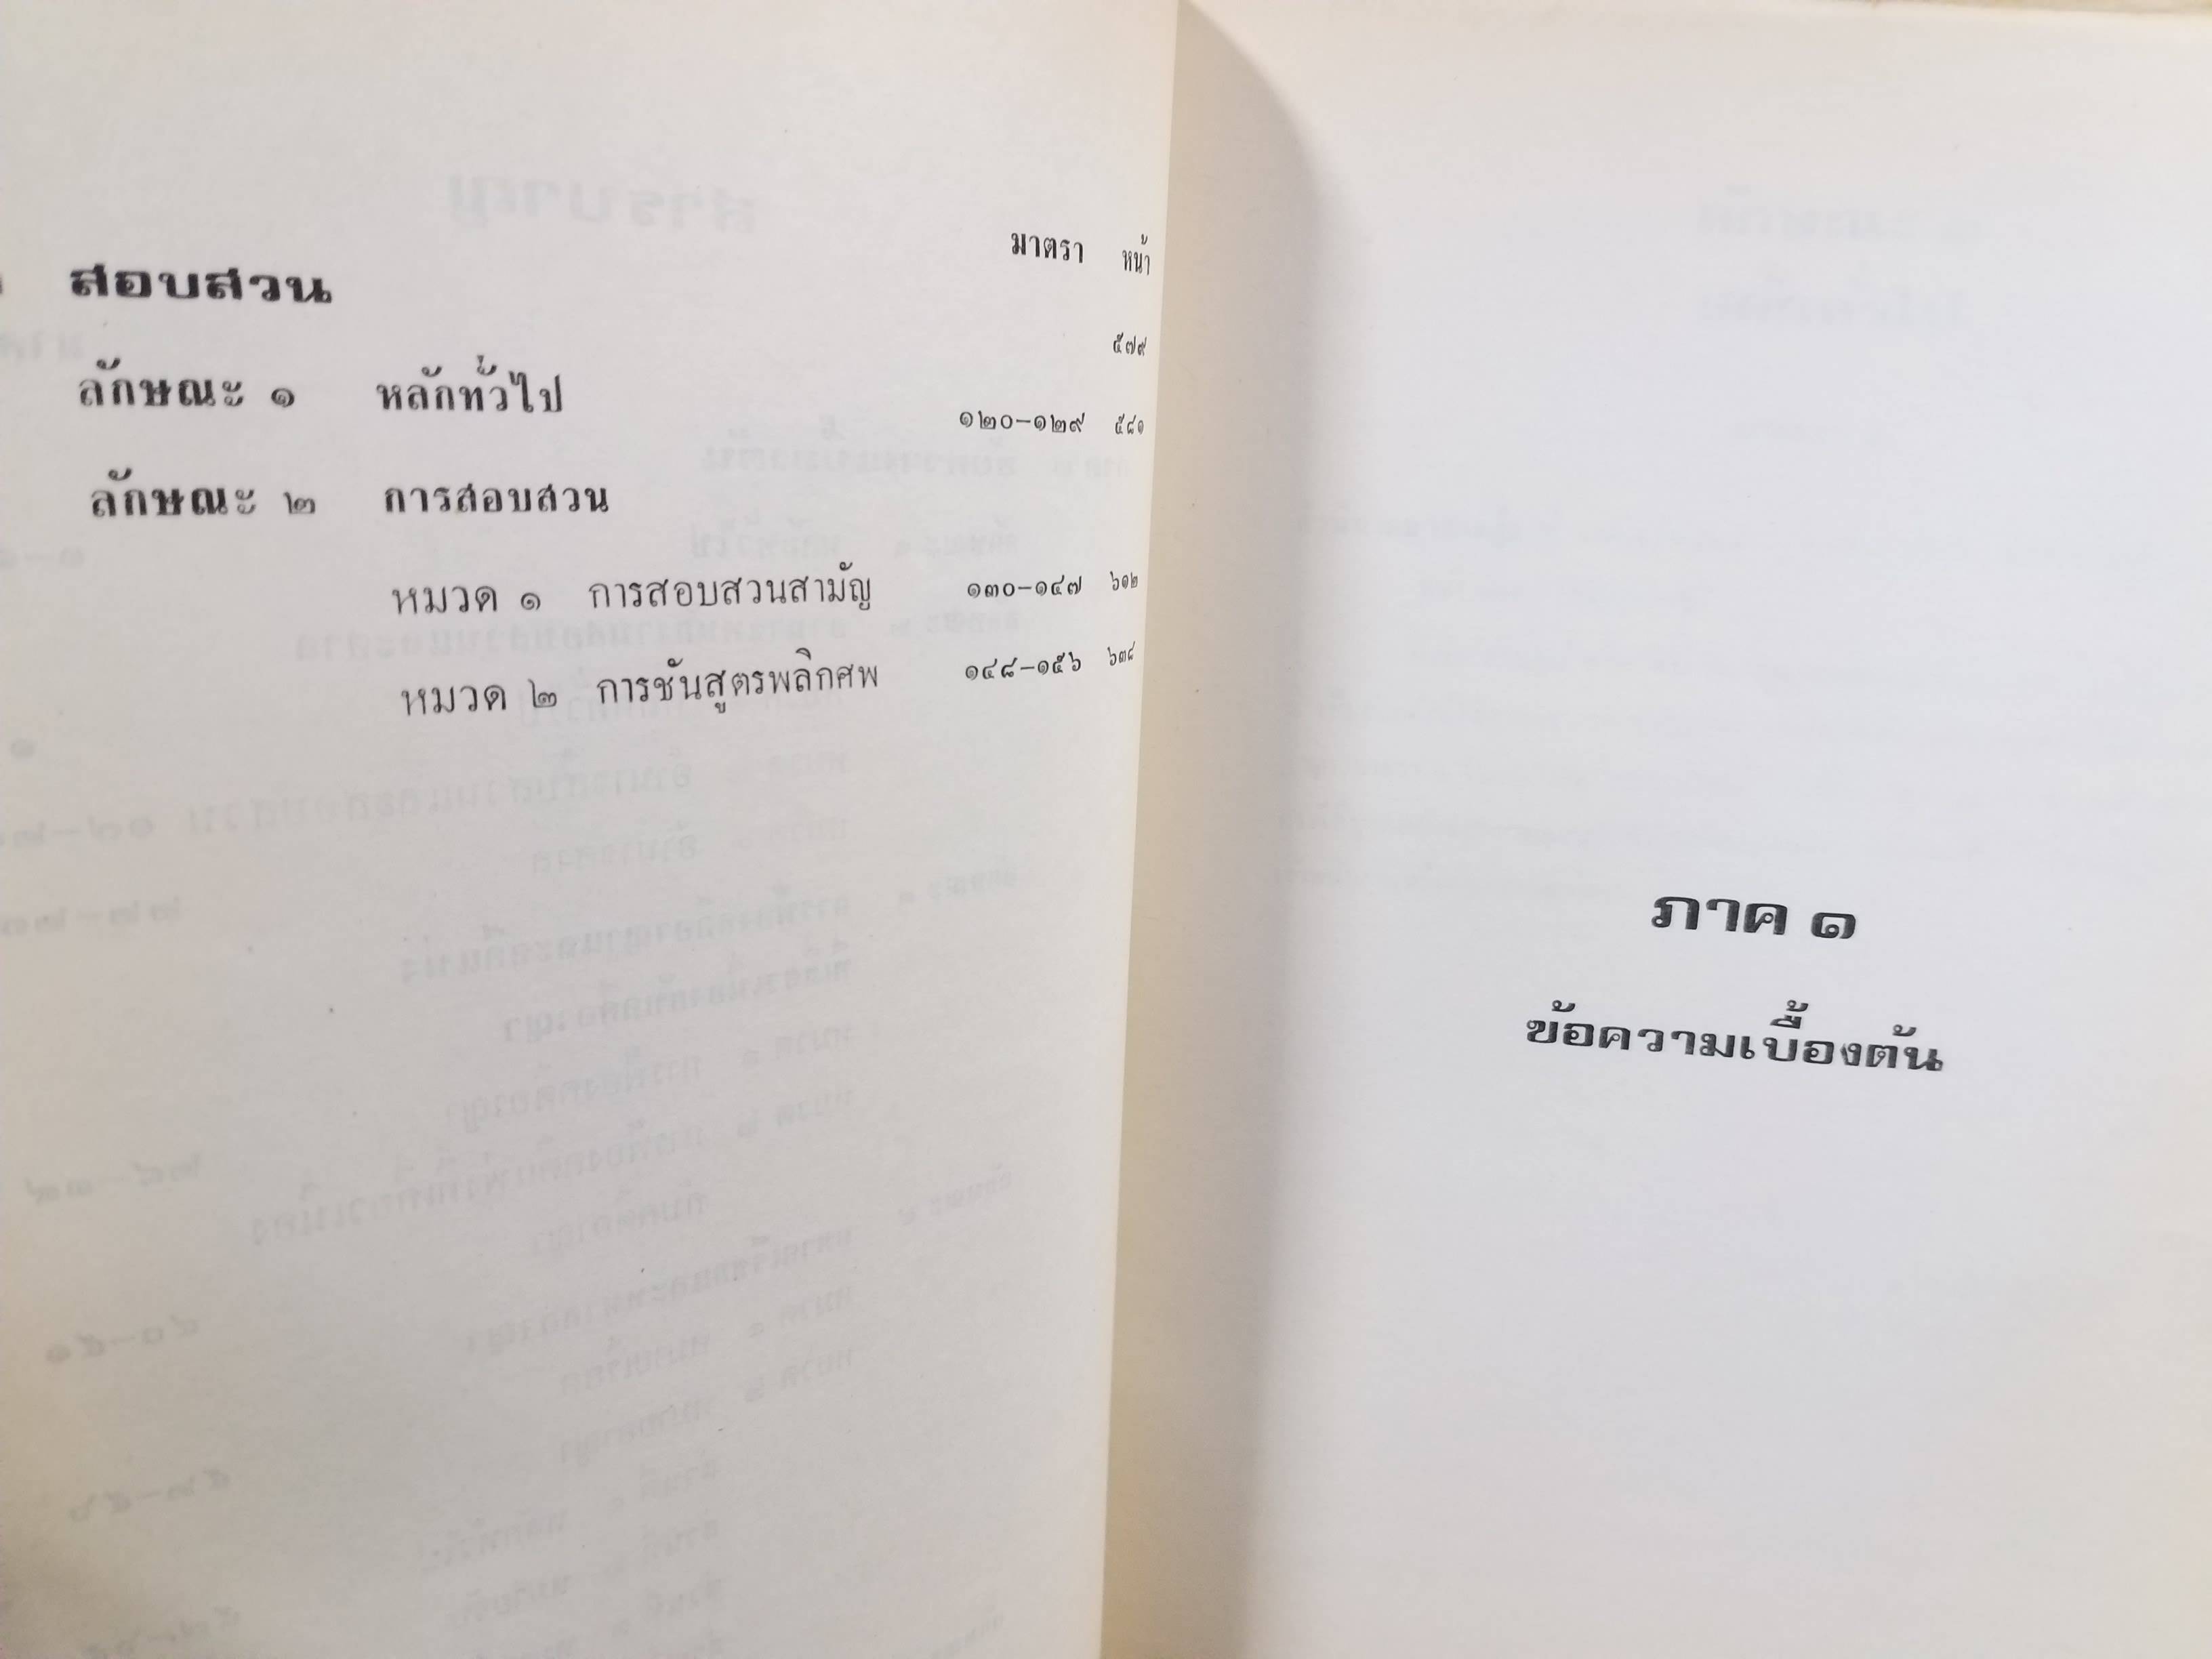 มาตรา หน้า
สอบสวน
๕๗๙
ลักษณะ ๑ หลักทั่วไป ๑๒๐-๑๒๙ ๕๘๑
ลักษณะ ๒ การสอบสวน
หมวด ๑ การสอบสวนสามัญ ๑๓๐-๑๔๗ ๖๑๒
หมวด ๒ การชันสูตรพลิกศพ ๑๔๘-๑๕๖ ๖๓๘
ภาค ๑
ข้อความเบื้องต้น